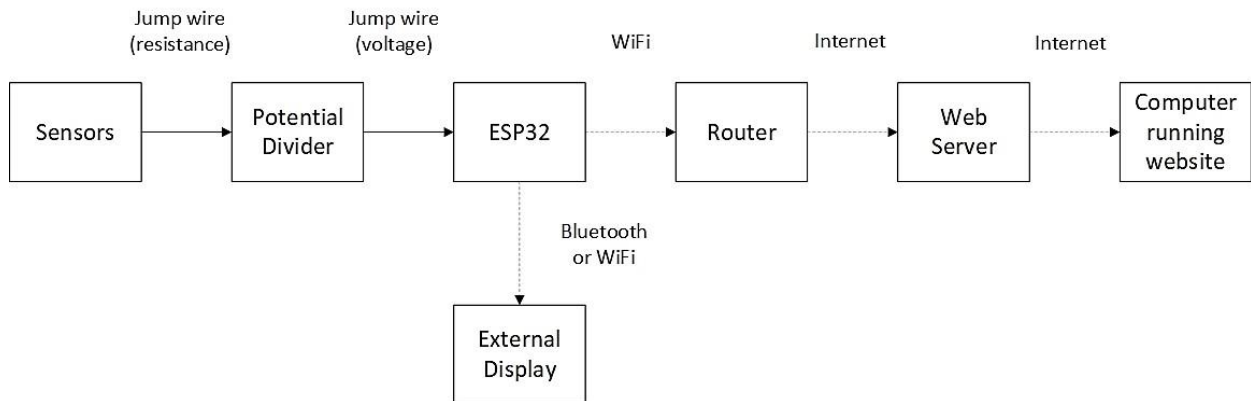 Jump wire
(resistance)
Jump wire
(voltage)
WiFi
Internet
Internet
Sensors
Potential
Divider
ESP32
Router
Web
Server
Computer
running
website
Bluetooth
or WiFi
External
Display